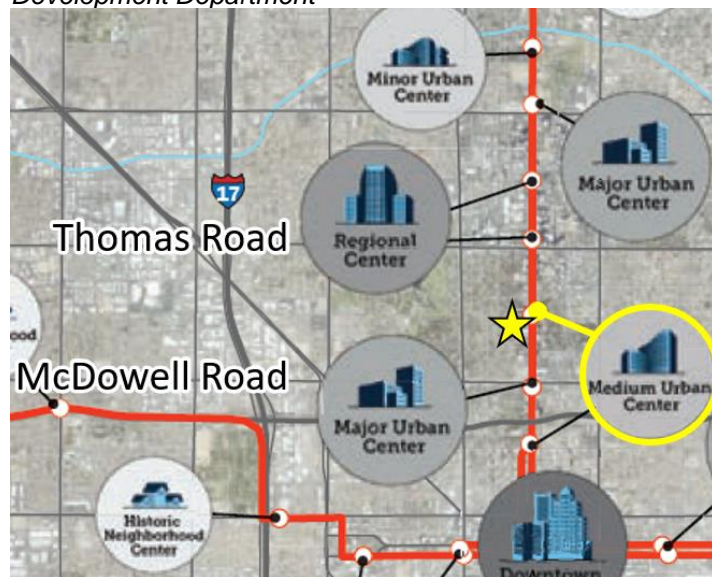 Development Department
Minor Urban
Center
Major Urban
Center
17
Thomas Road
Regional
Center
McDowell Road
Medium Urban
Center
Major Urban
Center
Historic
Neighborhood
Center
Downtown